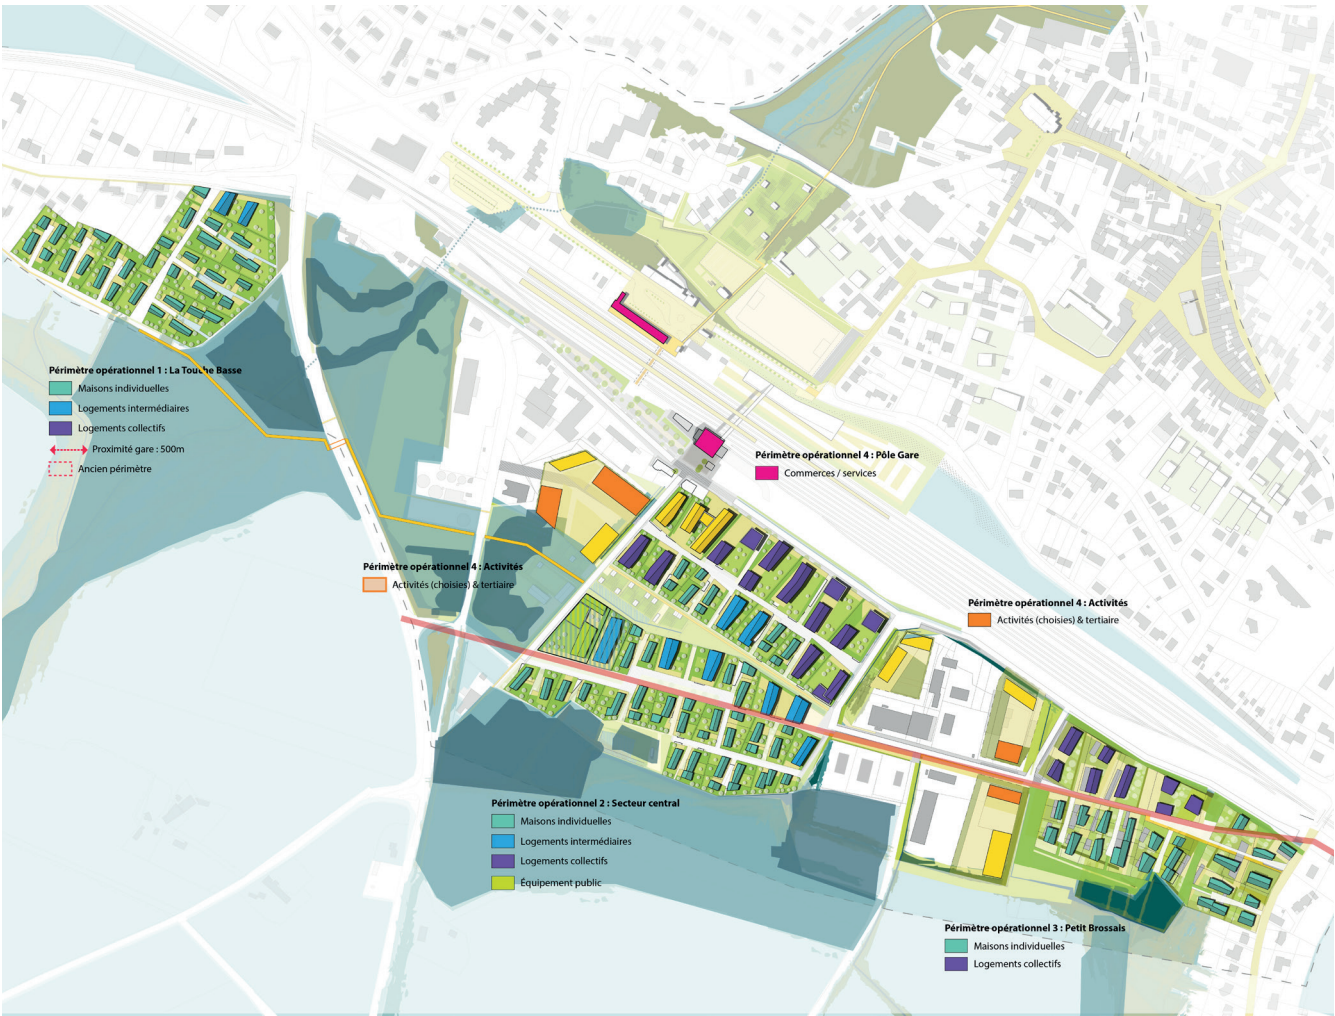 Périmètre opérationnel 1 : La Touche Basse
Maisons individuelles
Logements intermédiaires
Logements collectifs
Proximité gare : 500m
Ancien périmètre
Périmètre opérationnel 4 : Pôle Gare
Commerces / services
Périmètre opérationnel 4 : Activités
Activités (choisies) & tertiaire
Périmètre opérationnel 4 : Activités
Activités (choisies) & tertiaire
Périmètre opérationnel 2 : Secteur central
Maisons individuelles
Logements intermédiaires
Logements collectifs
Équipement public
Périmètre opérationnel 3 : Petit Brossais
Maisons individuelles
Logements collectifs